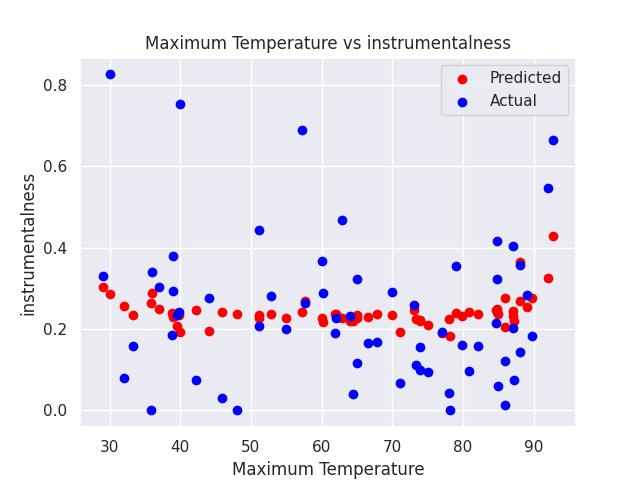 Maximum Temperature vs instrumentalness
Predicted
Actual
instrumentalness
0.8
0.6
0.4
0.2
0.0
30 40 50 60 70 80 90
Maximum Temperature